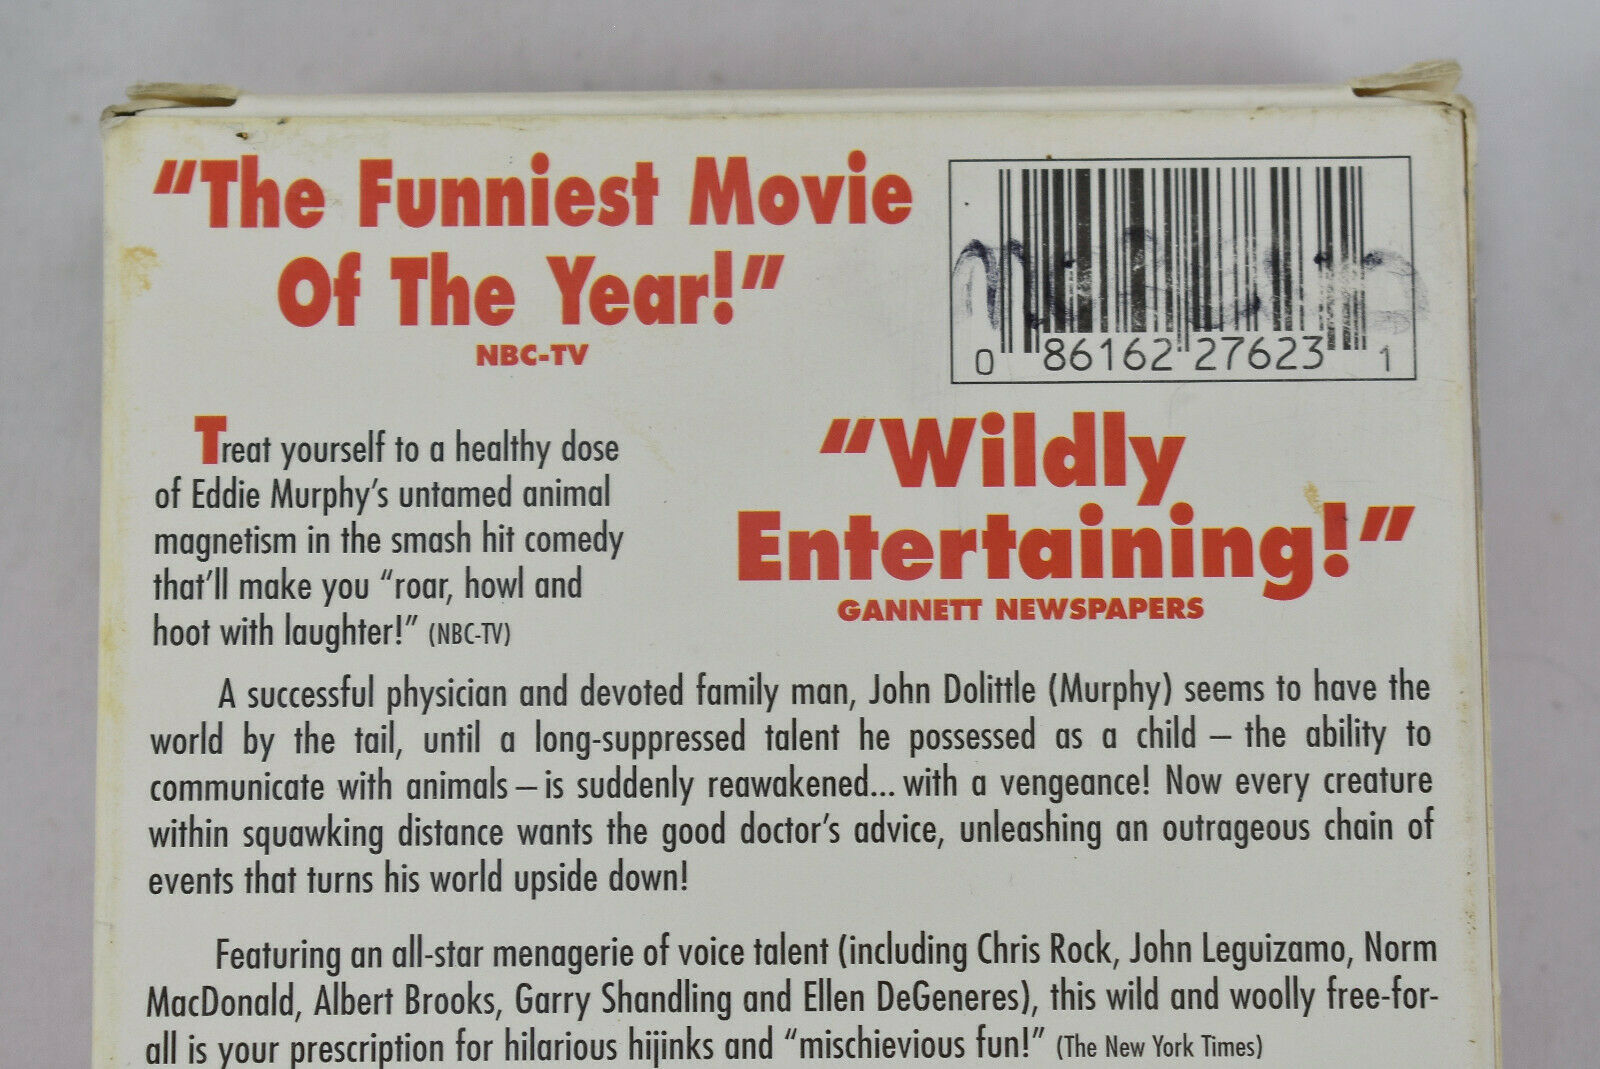 “The Funniest Movie
Of The Year!”
NBC-TV
0 86162 27623 1
Treat yourself to a healthy dose
of Eddie Murphy’s untamed animal
magnetism in the smash hit comedy
that’ll make you “roar, howl and
hoot with laughter!” (NBC-TV)
“Wildly
Entertaining!”
GANNETT NEWSPAPERS
A successful physician and devoted family man, John Dolittle (Murphy) seems to have the
world by the tail, until a long-suppressed talent he possessed as a child – the ability to
communicate with animals – is suddenly reawakened... with a vengeance! Now every creature
within squawking distance wants the good doctor’s advice, unleashing an outrageous chain of
events that turns his world upside down!
Featuring an all-star menagerie of voice talent (including Chris Rock, John Leguizamo, Norm
MacDonald, Albert Brooks, Garry Shandling and Ellen DeGeneres), this wild and woolly free-for-
all is your prescription for hilarious hijinks and “mischievious fun!” (The New York Times)